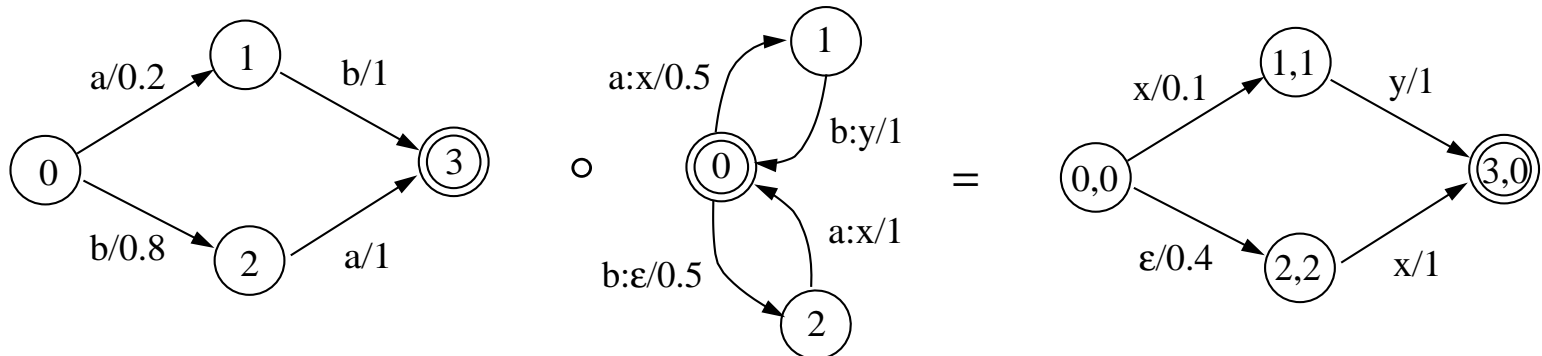 a/0.2
1
b/1
0
3
b/0.8
2
a/1
∘
1
a:x/0.5
b:y/1
0
a:x/1
b:ε/0.5
2
=
x/0.1
1,1
y/1
0,0
3,0
ε/0.4
2,2
x/1